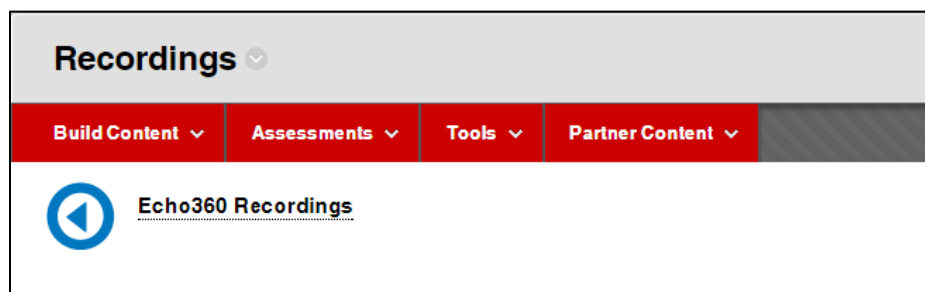 Recordings
Build Content Assessments Tools Partner Content
Echo360 Recordings